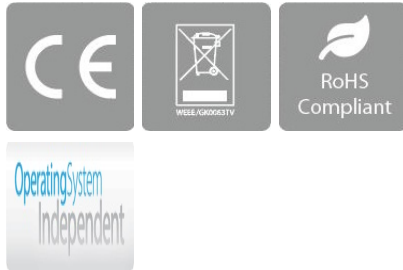 CE
WEEE/GK0063TV
RoHS
Compliant
OperatingSystem
Independent